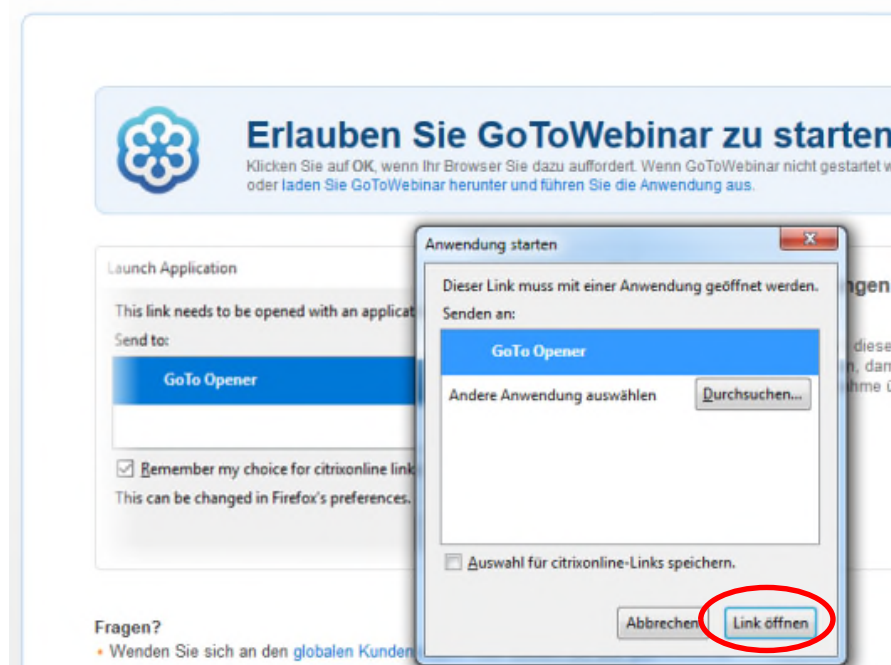 Erlauben Sie GoToWebinar zu starten
Klicken Sie auf OK, wenn Ihr Browser Sie dazu auffordert. Wenn GoToWebinar nicht gestartet
oder laden Sie GoToWebinar herunter und führen Sie die Anwendung aus.
Launch Application
This link needs to be opened with an applicat
Send to:
GoTo Opener
Remember my choice for citrixonline link
This can be changed in Firefox's preferences.
Anwendung starten
Dieser Link muss mit einer Anwendung geöffnet werden.
Senden an:
GoTo Opener
Andere Anwendung auswählen
Durchsuchen...
Auswahl für citrixonline-Links speichern.
Abbrechen
Link öffnen
ngen
diese
Fragen?
• Wenden Sie sich an den globalen Kunden